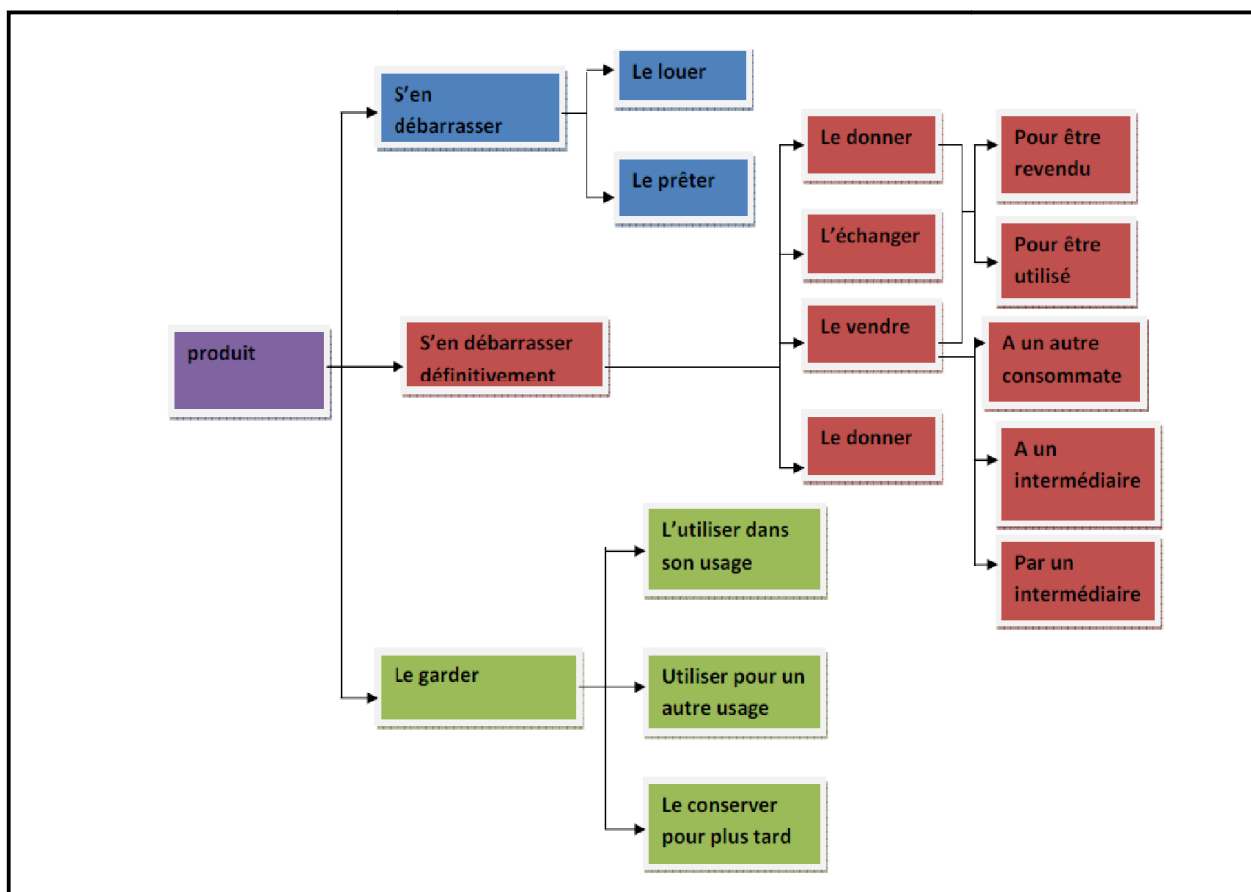 S'en
débarrasser
Le louer
Le prêter
Le donner
Pour être
revendu
L'échanger
Pour être
utilisé
produit
S'en débarrasser
définitivement
Le vendre
A un autre
consommate
Le donner
A un
intermédiaire
Par un
intermédiaire
L'utiliser dans
son usage
Le garder
Utiliser pour un
autre usage
Le conserver
pour plus tard